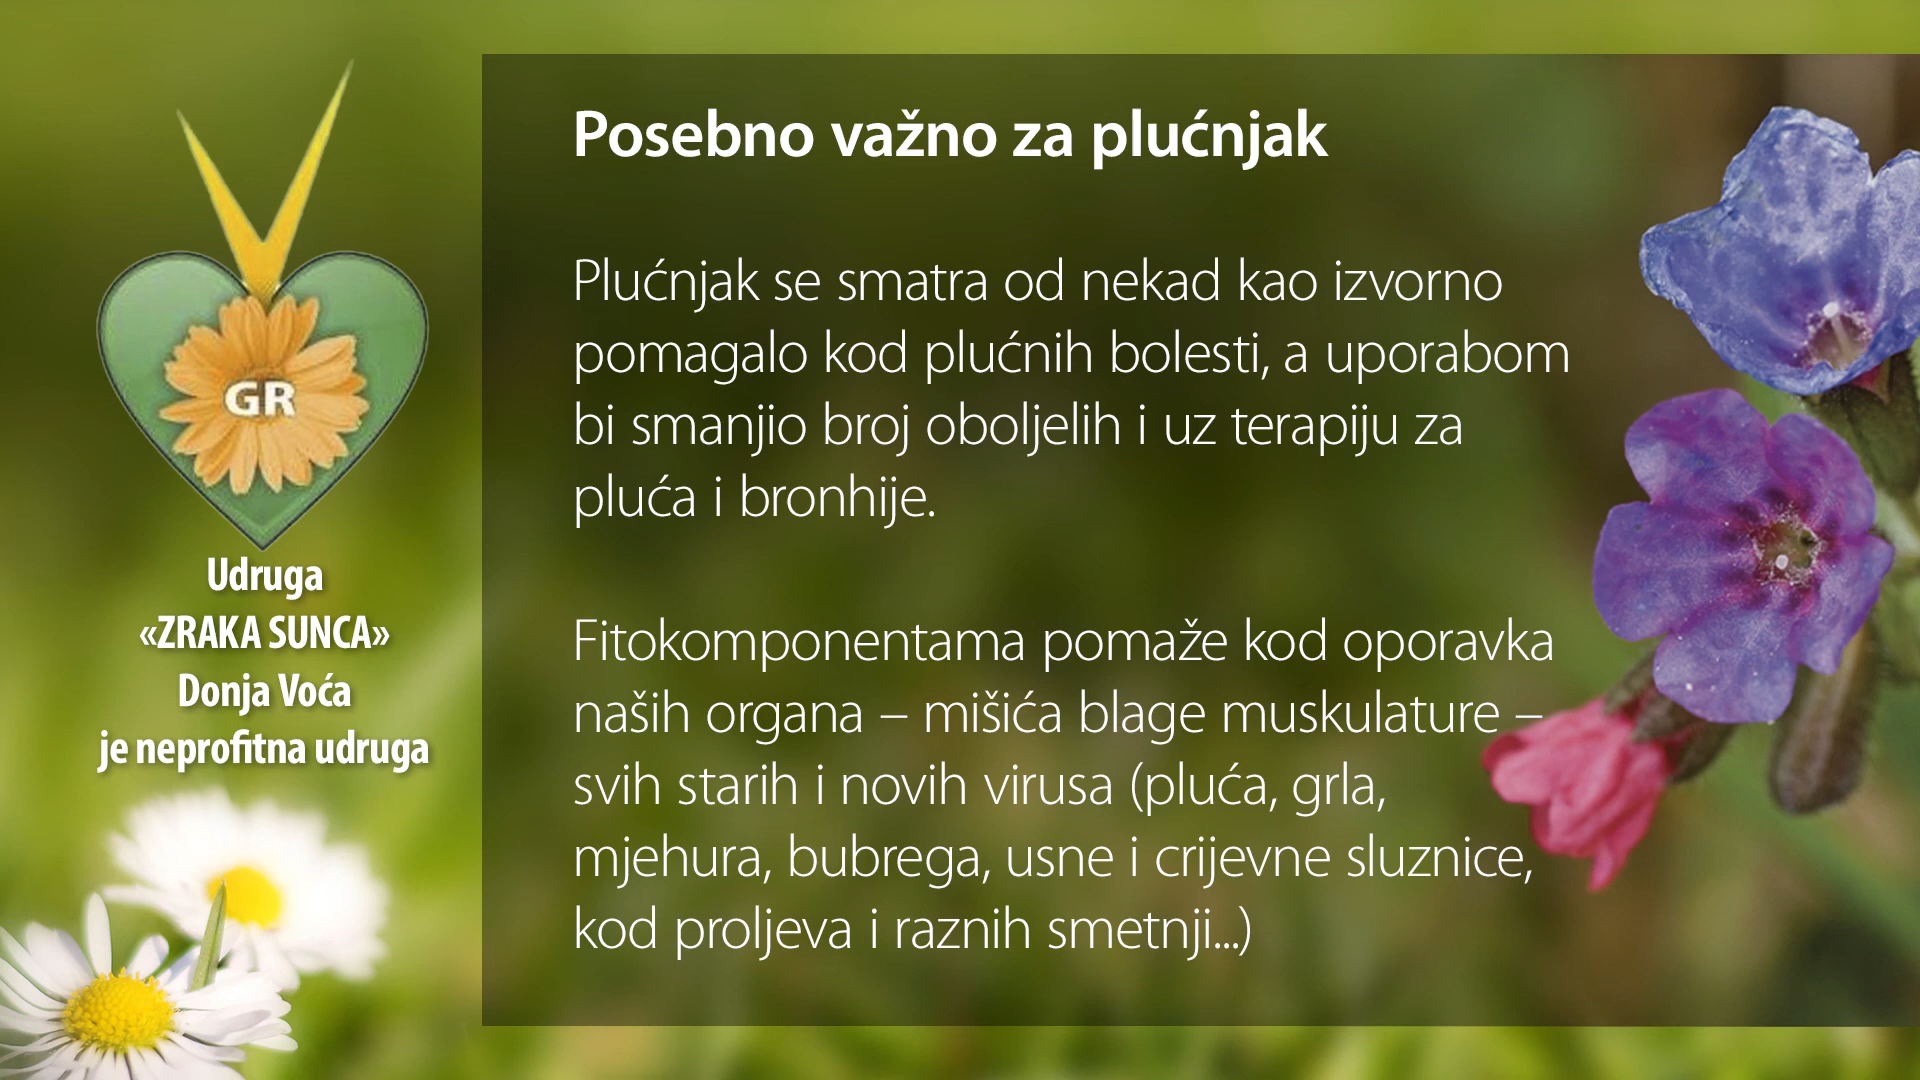 GR
Udruga
«ZRAKA SUNCA»
Donja Voća
je neprofitna udruga
Posebno važno za plućnjak
Plućnjak se smatra od nekad kao izvorno
pomagalo kod plućnih bolesti, a uporabom
bi smanjio broj oboljelih i uz terapiju za
pluća i bronhije.
Fitokomponentama pomaže kod oporavka
naših organa – mišića blage muskulature –
svih starih i novih virusa (pluća, grla,
mjehura, bubrega, usne i crijevne sluznice,
kod proljeva i raznih smetnji...)